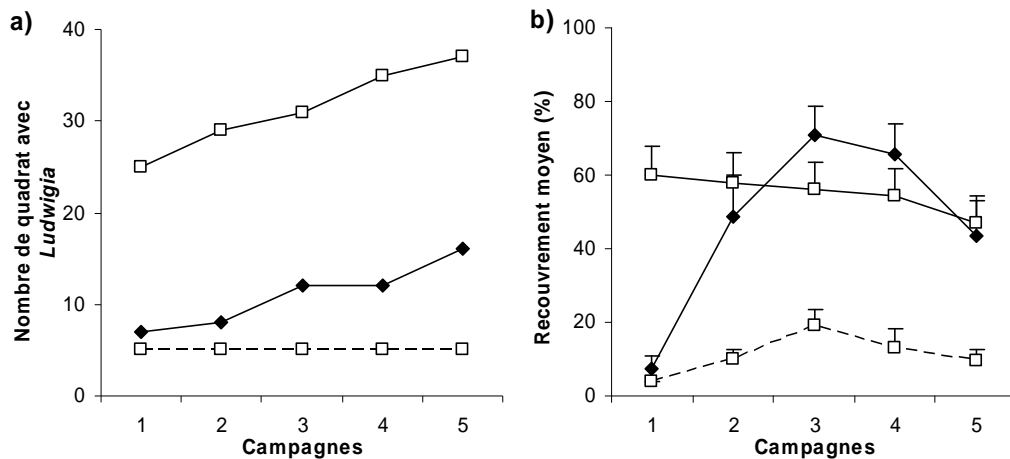 a)
Nombre de quadrat avec
Ludwigia
40
30
20
10
0
1 2 3 4 5
Campagnes
b)
Recouvrement moyen (%)
100
80
60
40
20
0
1 2 3 4 5
Campagnes